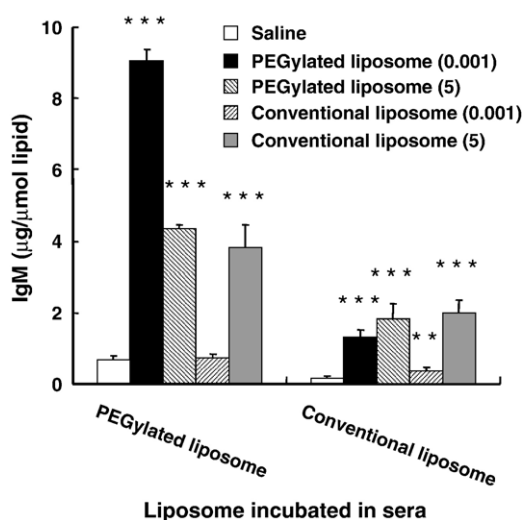 10
8
6
4
2
0
IgM (μg/μmol lipid)
Saline
PEGylated liposome (0.001)
PEGylated liposome (5)
Conventional liposome (0.001)
Conventional liposome (5)
* * *
* * *
* * *
* * *
* * *
* *
* * *
PEGylated liposome
Conventional liposome
Liposome incubated in sera